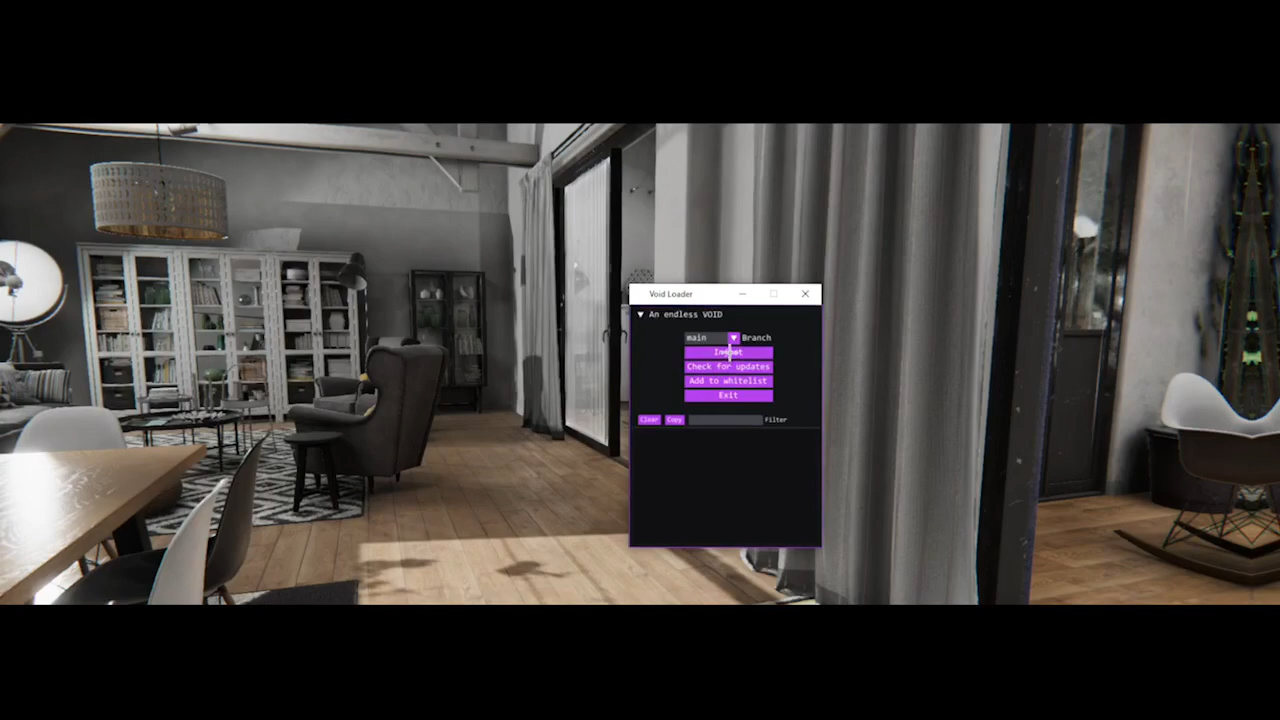 Void Loader
An endless VOID
main Branch
Check for updates
Add to whitelist
Exit
Clear Copy Filter